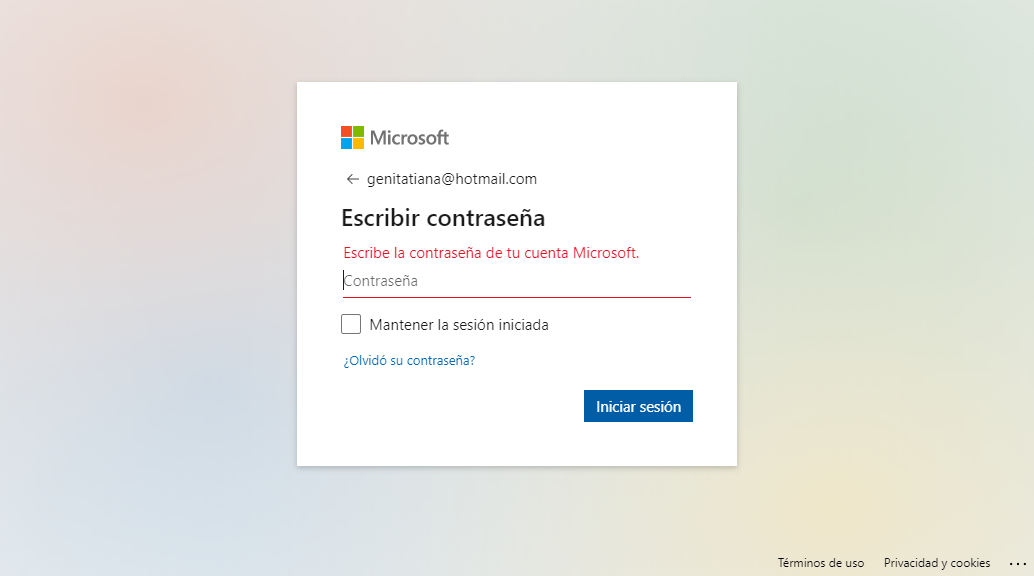 Microsoft
genitatiana@hotmail.com
Escribir contraseña
Escribe la contraseña de tu cuenta Microsoft.
Contraseña
Mantener la sesión iniciada
¿Olvidó su contraseña?
Iniciar sesión
Términos de uso Privacidad y cookies ...